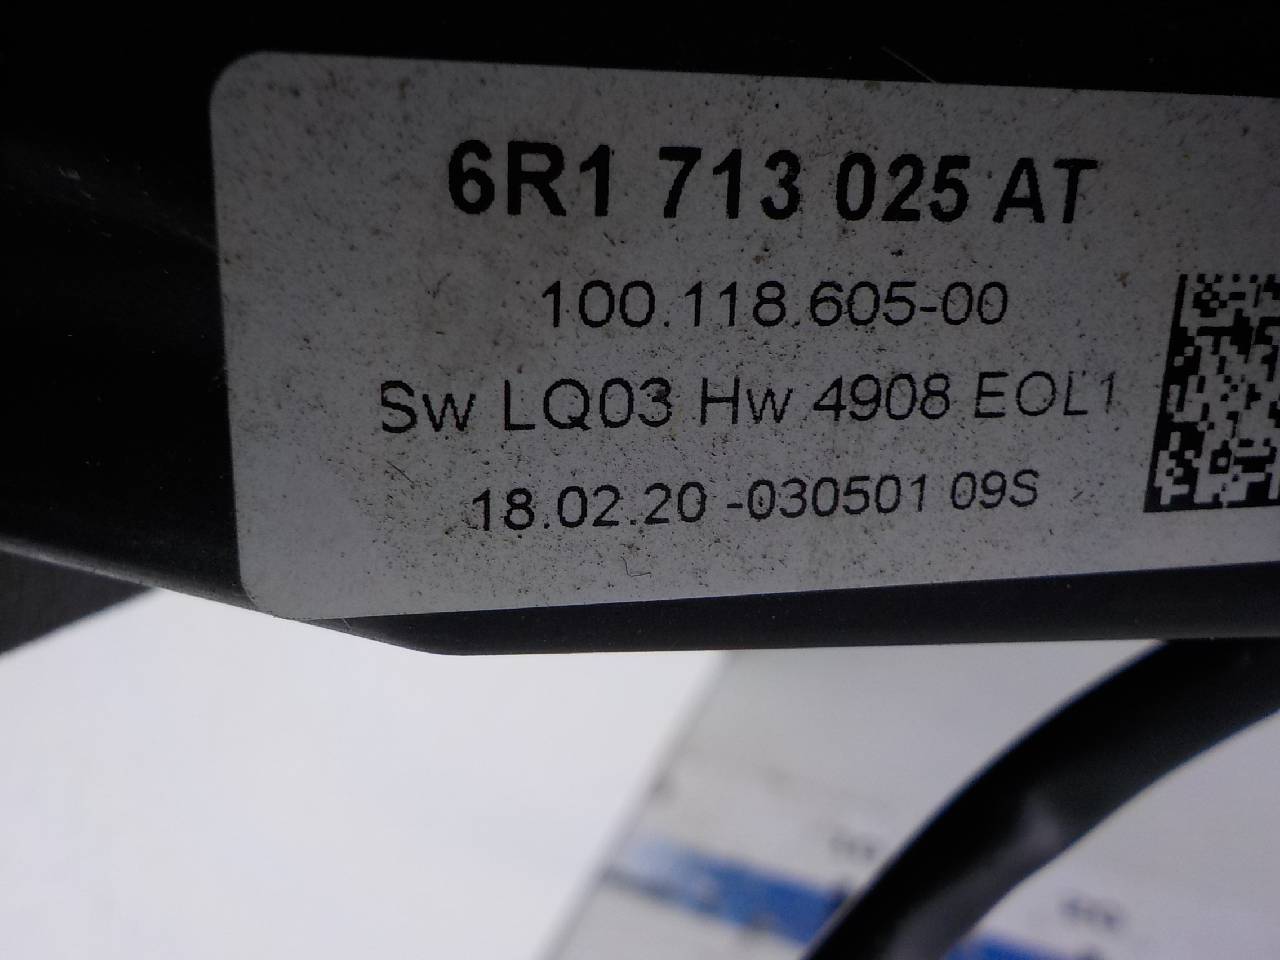 6R1 713 025 AT
100.118.605-00
Sw LQ03 Hw 4908 EOL1
18.02.20 -030501 09S